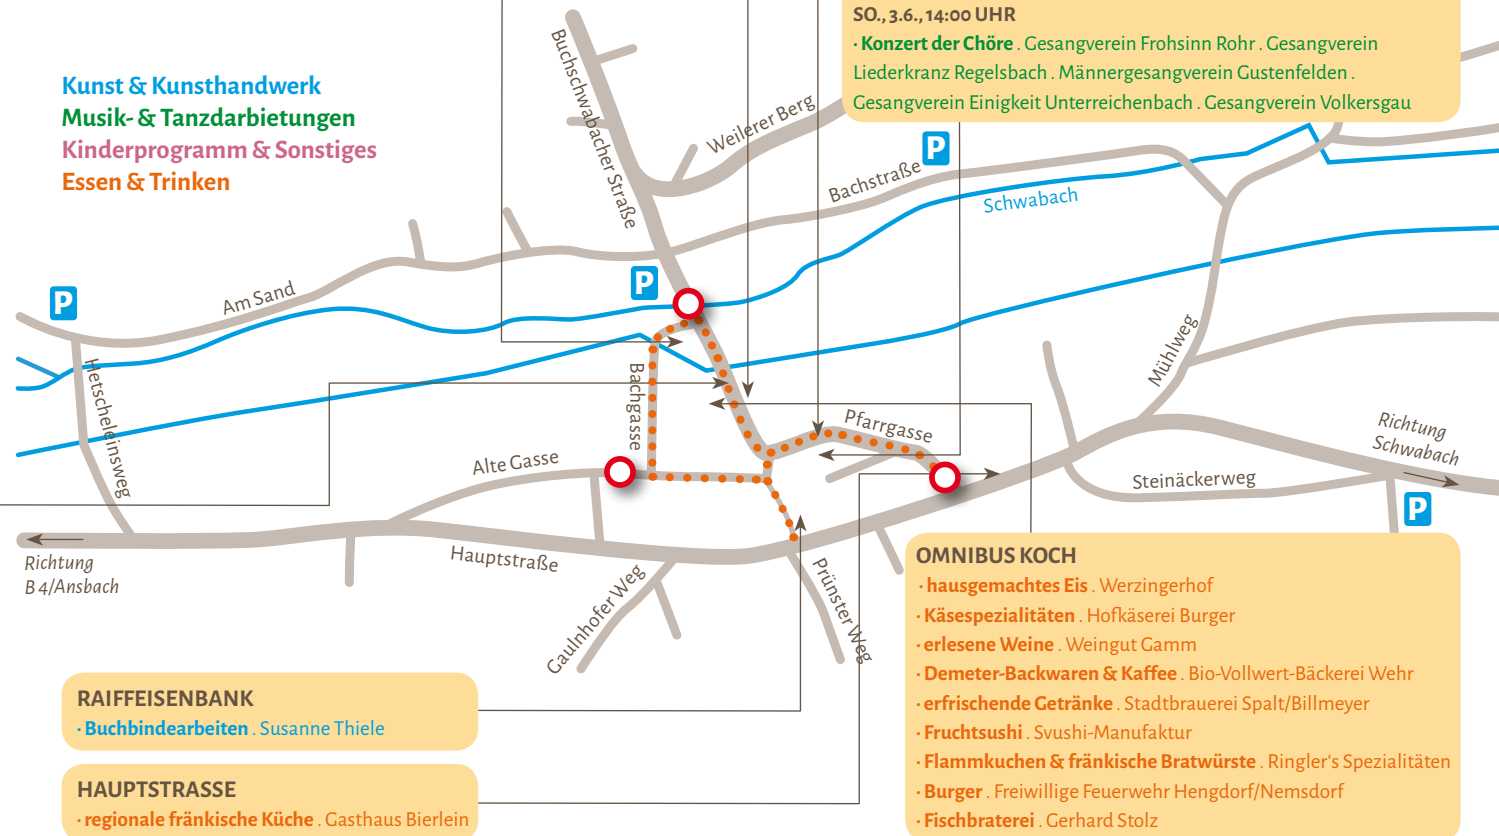 SO., 3.6., 14:00 UHR
· Konzert der Chöre . Gesangverein Frohsinn Rohr . Gesangverein
Liederkranz Regelsbach . Männergesangverein Gustenfelden .
Gesangverein Einigkeit Unterreichenbach . Gesangverein Volkersgau
Kunst & Kunsthandwerk
Musik- & Tanzdarbietungen
Kinderprogramm & Sonstiges
Essen & Trinken
Buchschwabacher Straße
Weilerer Berg
P
Bachstraße
Schwabach
P
P
Am Sand
Hetscheleinsweg
Bachgasse
Mühlweg
Pfarrgasse
Alte Gasse
Richtung
Schwabach
Steinäckerweg
P
Richtung
B 4/Ansbach
Hauptstraße
Gaulnhofer Weg
Prünster Weg
OMNIBUS KOCH
· hausgemachtes Eis . Werzingerhof
· Käsespezialitäten . Hofkäserei Burger
· erlesene Weine . Weingut Gamm
· Demeter-Backwaren & Kaffee . Bio-Vollwert-Bäckerei Wehr
· erfrischende Getränke . Stadtbrauerei Spalt/Billmeyer
· Fruchtsushi . Svushi-Manufaktur
· Flammkuchen & fränkische Bratwürste . Ringler‘s Spezialitäten
· Burger . Freiwillige Feuerwehr Hengdorf/Nemsdorf
· Fischbraterei . Gerhard Stolz
RAIFFEISENBANK
· Buchbindearbeiten . Susanne Thiele
HAUPTSTRASSE
· regionale fränkische Küche . Gasthaus Bierlein